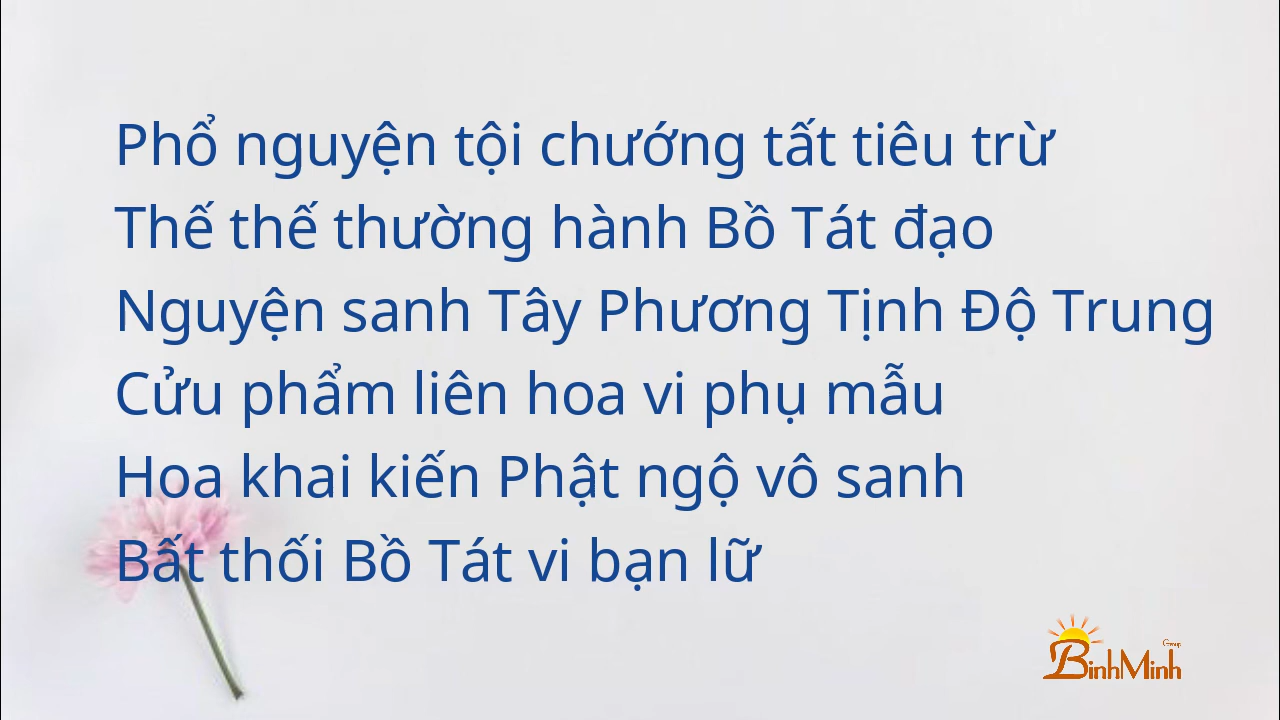 Phổ nguyện tội chướng tất tiêu trừ
Thế thế thường hành Bồ Tát đạo
Nguyện sanh Tây Phương Tịnh Độ Trung
Cửu phẩm liên hoa vi phụ mẫu
Hoa khai kiến Phật ngộ vô sanh
Bất thối Bồ Tát vi bạn lữ
Group
BinhMinh